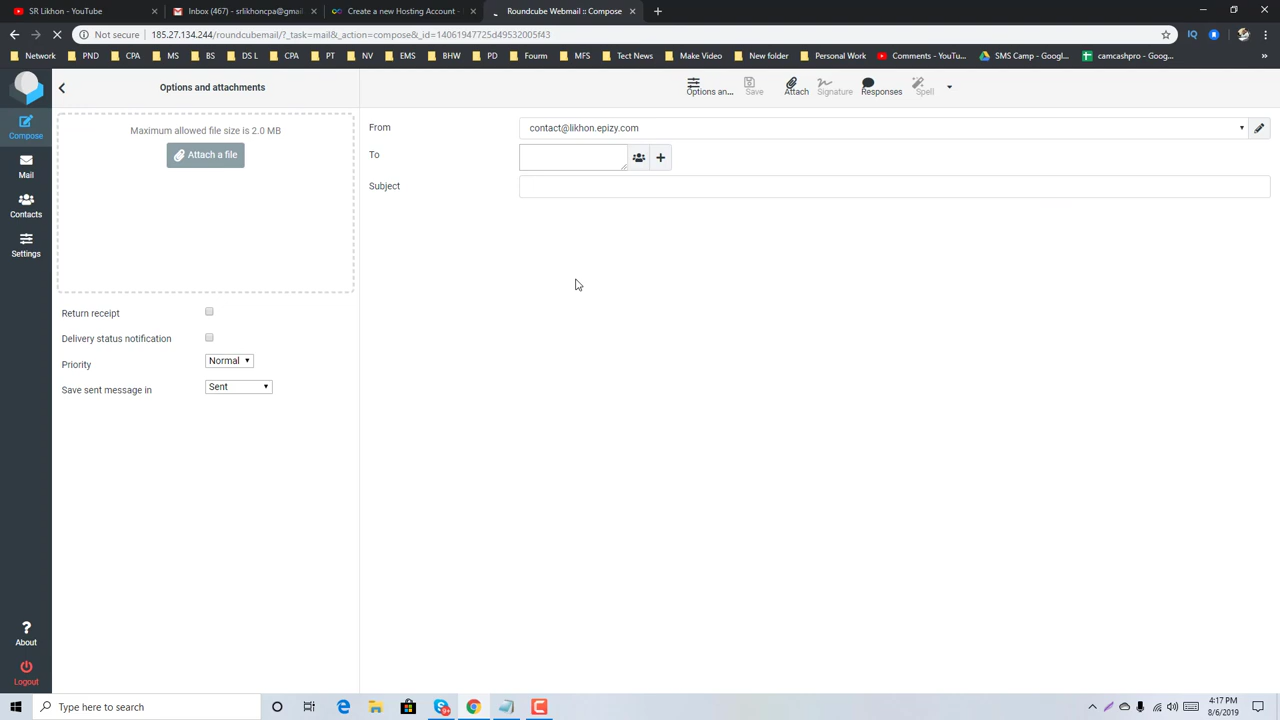 SR Likhon - YouTube
Inbox (467) - srlikhoncpa@gmail
Create a new Hosting Account -
Roundcube Webmail :: Compose
Not secure 185.27.134.244/roundcubemail/?_task=mail&_action=compose&_id=14061947725d49532005f43
IQ
Network PND CPA MS BS DS L CPA PT NV EMS BHW PD Fourm MFS Tect News Make Video New folder Personal Work Comments - YouTu... SMS Camp - Googl... camcashpro - Goog...
Options and attachments
Options an... Save Attach Signature Responses Spell
Compose
Mail
Contacts
Settings
About
Logout
Maximum allowed file size is 2.0 MB
Attach a file
Return receipt
Delivery status notification
Priority Normal
Save sent message in Sent
From contact@likhon.epizy.com
To
Subject
Type here to search
4:17 PM
8/6/2019